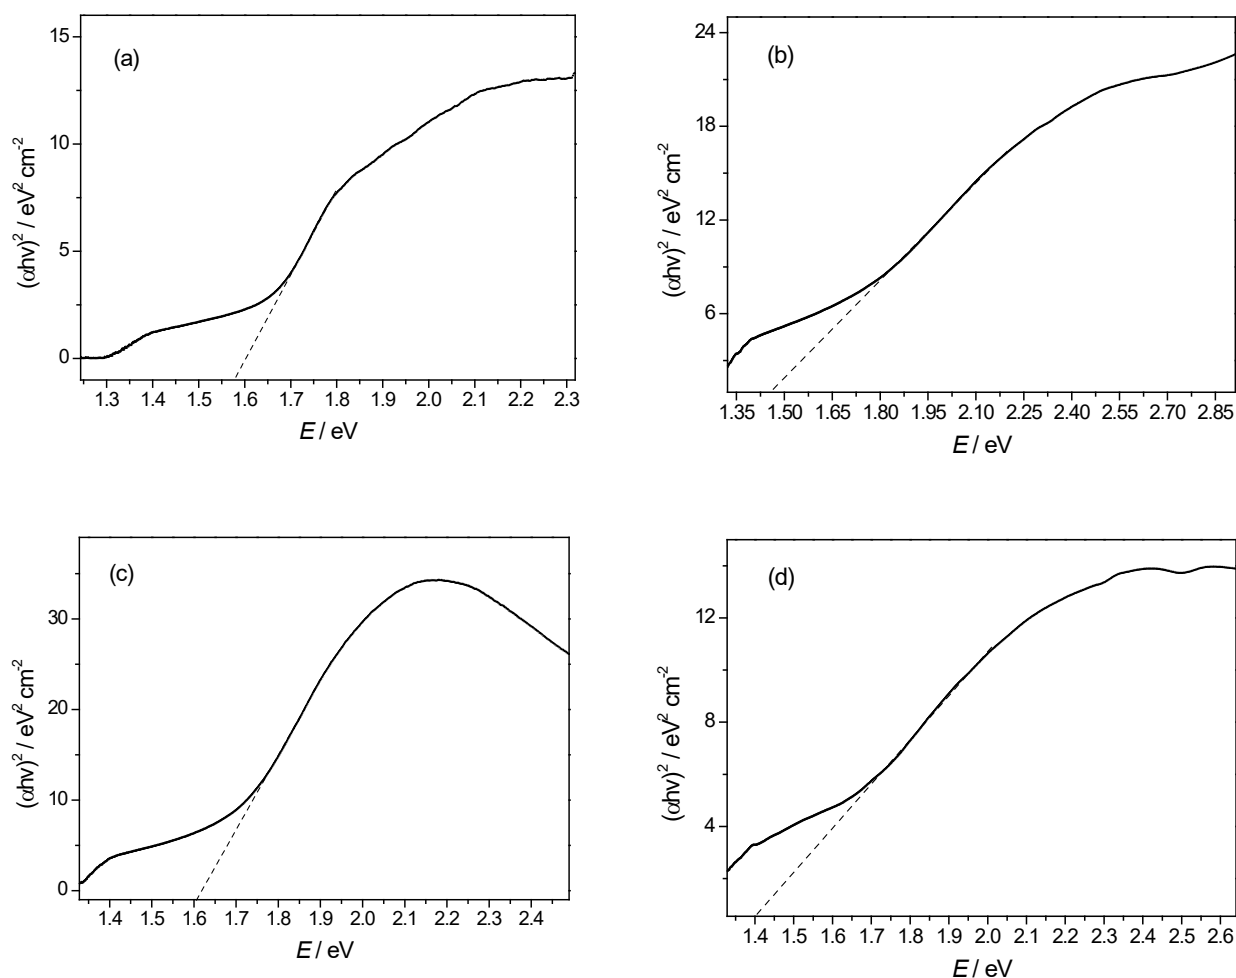 (a)
15
10
5
0
(αhν)² / eV² cm⁻²
1.3 1.4 1.5 1.6 1.7 1.8 1.9 2.0 2.1 2.2 2.3
E / eV
(b)
24
18
12
6
(αhν)² / eV² cm⁻²
1.35 1.50 1.65 1.80 1.95 2.10 2.25 2.40 2.55 2.70 2.85
E / eV
(c)
30
20
10
0
(αhν)² / eV² cm⁻²
1.4 1.5 1.6 1.7 1.8 1.9 2.0 2.1 2.2 2.3 2.4
E / eV
(d)
12
8
4
(αhν)² / eV² cm⁻²
1.4 1.5 1.6 1.7 1.8 1.9 2.0 2.1 2.2 2.3 2.4 2.5 2.6
E / eV